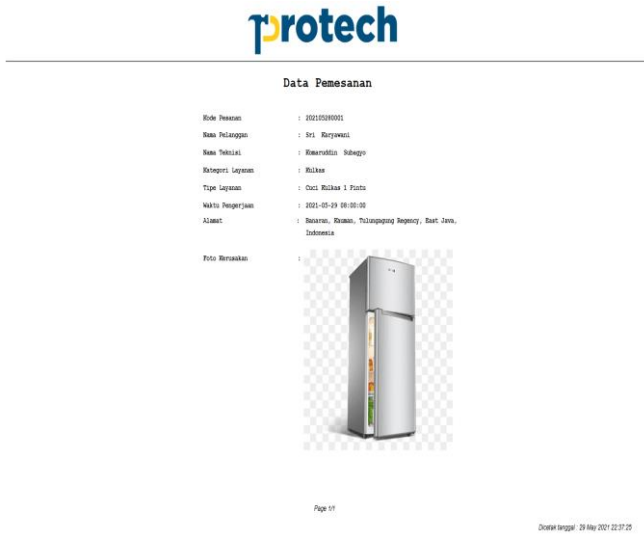 protech
Data Pemesanan
Kode Pesanan : 202105280001
Nama Pelanggan : Sri Karyawani
Nama Teknisi : Komaruddin Subagyo
Kategori Layanan : Kulkas
Tipe Layanan : Cuci Kulkas 1 Pintu
Waktu Pengerjaan : 2021-05-29 00:00:00
Alamat : Banaran, Kauman, Tulungagung Regency, East Java,
Indonesia
Foto Kerusakan :
Page 1/1
Dicetak tanggal : 29 May 2021 22:37:25